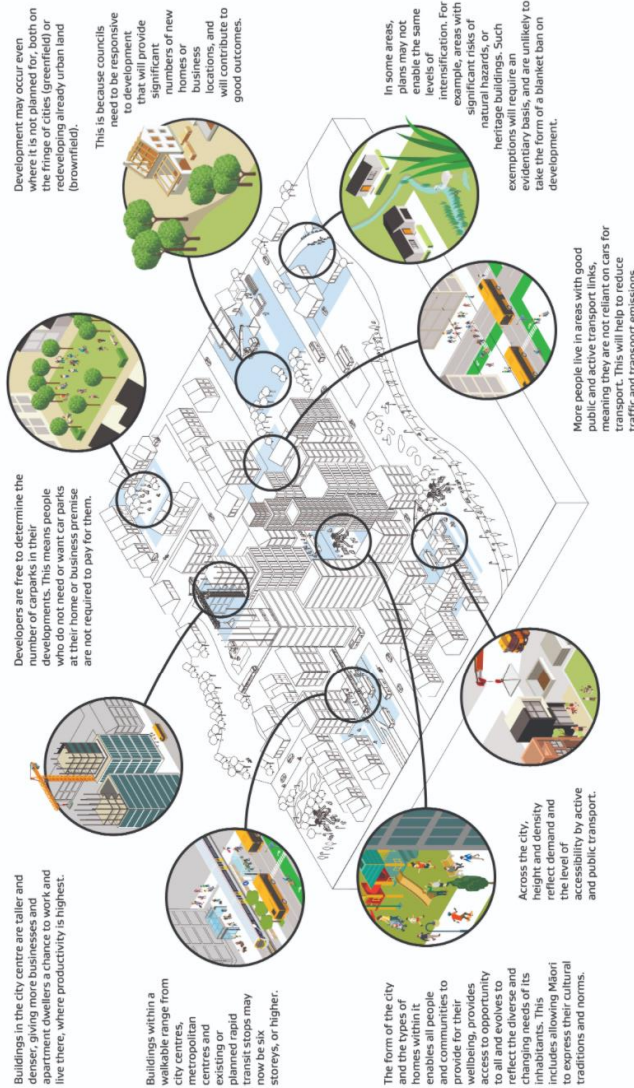 Buildings in the city centre are taller and
denser, giving more businesses and
apartment dwellers a chance to work and
live there, where productivity is highest.
Developers are free to determine the
number of carparks in their
developments. This means people
who do not need or want car parks
at their home or business premise
are not required to pay for them.
Development may occur even
where it is not planned for, both on
the fringe of cities (greenfield) or
redeveloping already urban land
(brownfield).
This is because councils
need to be responsive
to development
that will provide
significant
numbers of new
homes or
business
locations, and
will contribute to
good outcomes.
Buildings within a
walkable range from
city centres,
metropolitan
centres and
existing or
planned rapid
transit stops may
now be six
storeys, or higher.
In some areas,
plans may not
enable the same
levels of
intensification. For
example, areas with
significant risks of
natural hazards, or
heritage buildings. Such
exemptions will require an
evidentiary basis, and are unlikely to
take the form of a blanket ban on
development.
The form of the city
and the types of
homes within it
enables all people
and communities to
provide for their
wellbeing, provides
access to opportunity
to all and evolves to
reflect the diverse and
changing needs of its
inhabitants. This
includes allowing Māori
to express their cultural
traditions and norms.
Across the city,
height and density
reflect demand and
the level of
accessibility by active
and public transport.
More people live in areas with good
public and active transport links,
meaning they are not reliant on cars for
transport. This will help to reduce
traffic and transport emissions.